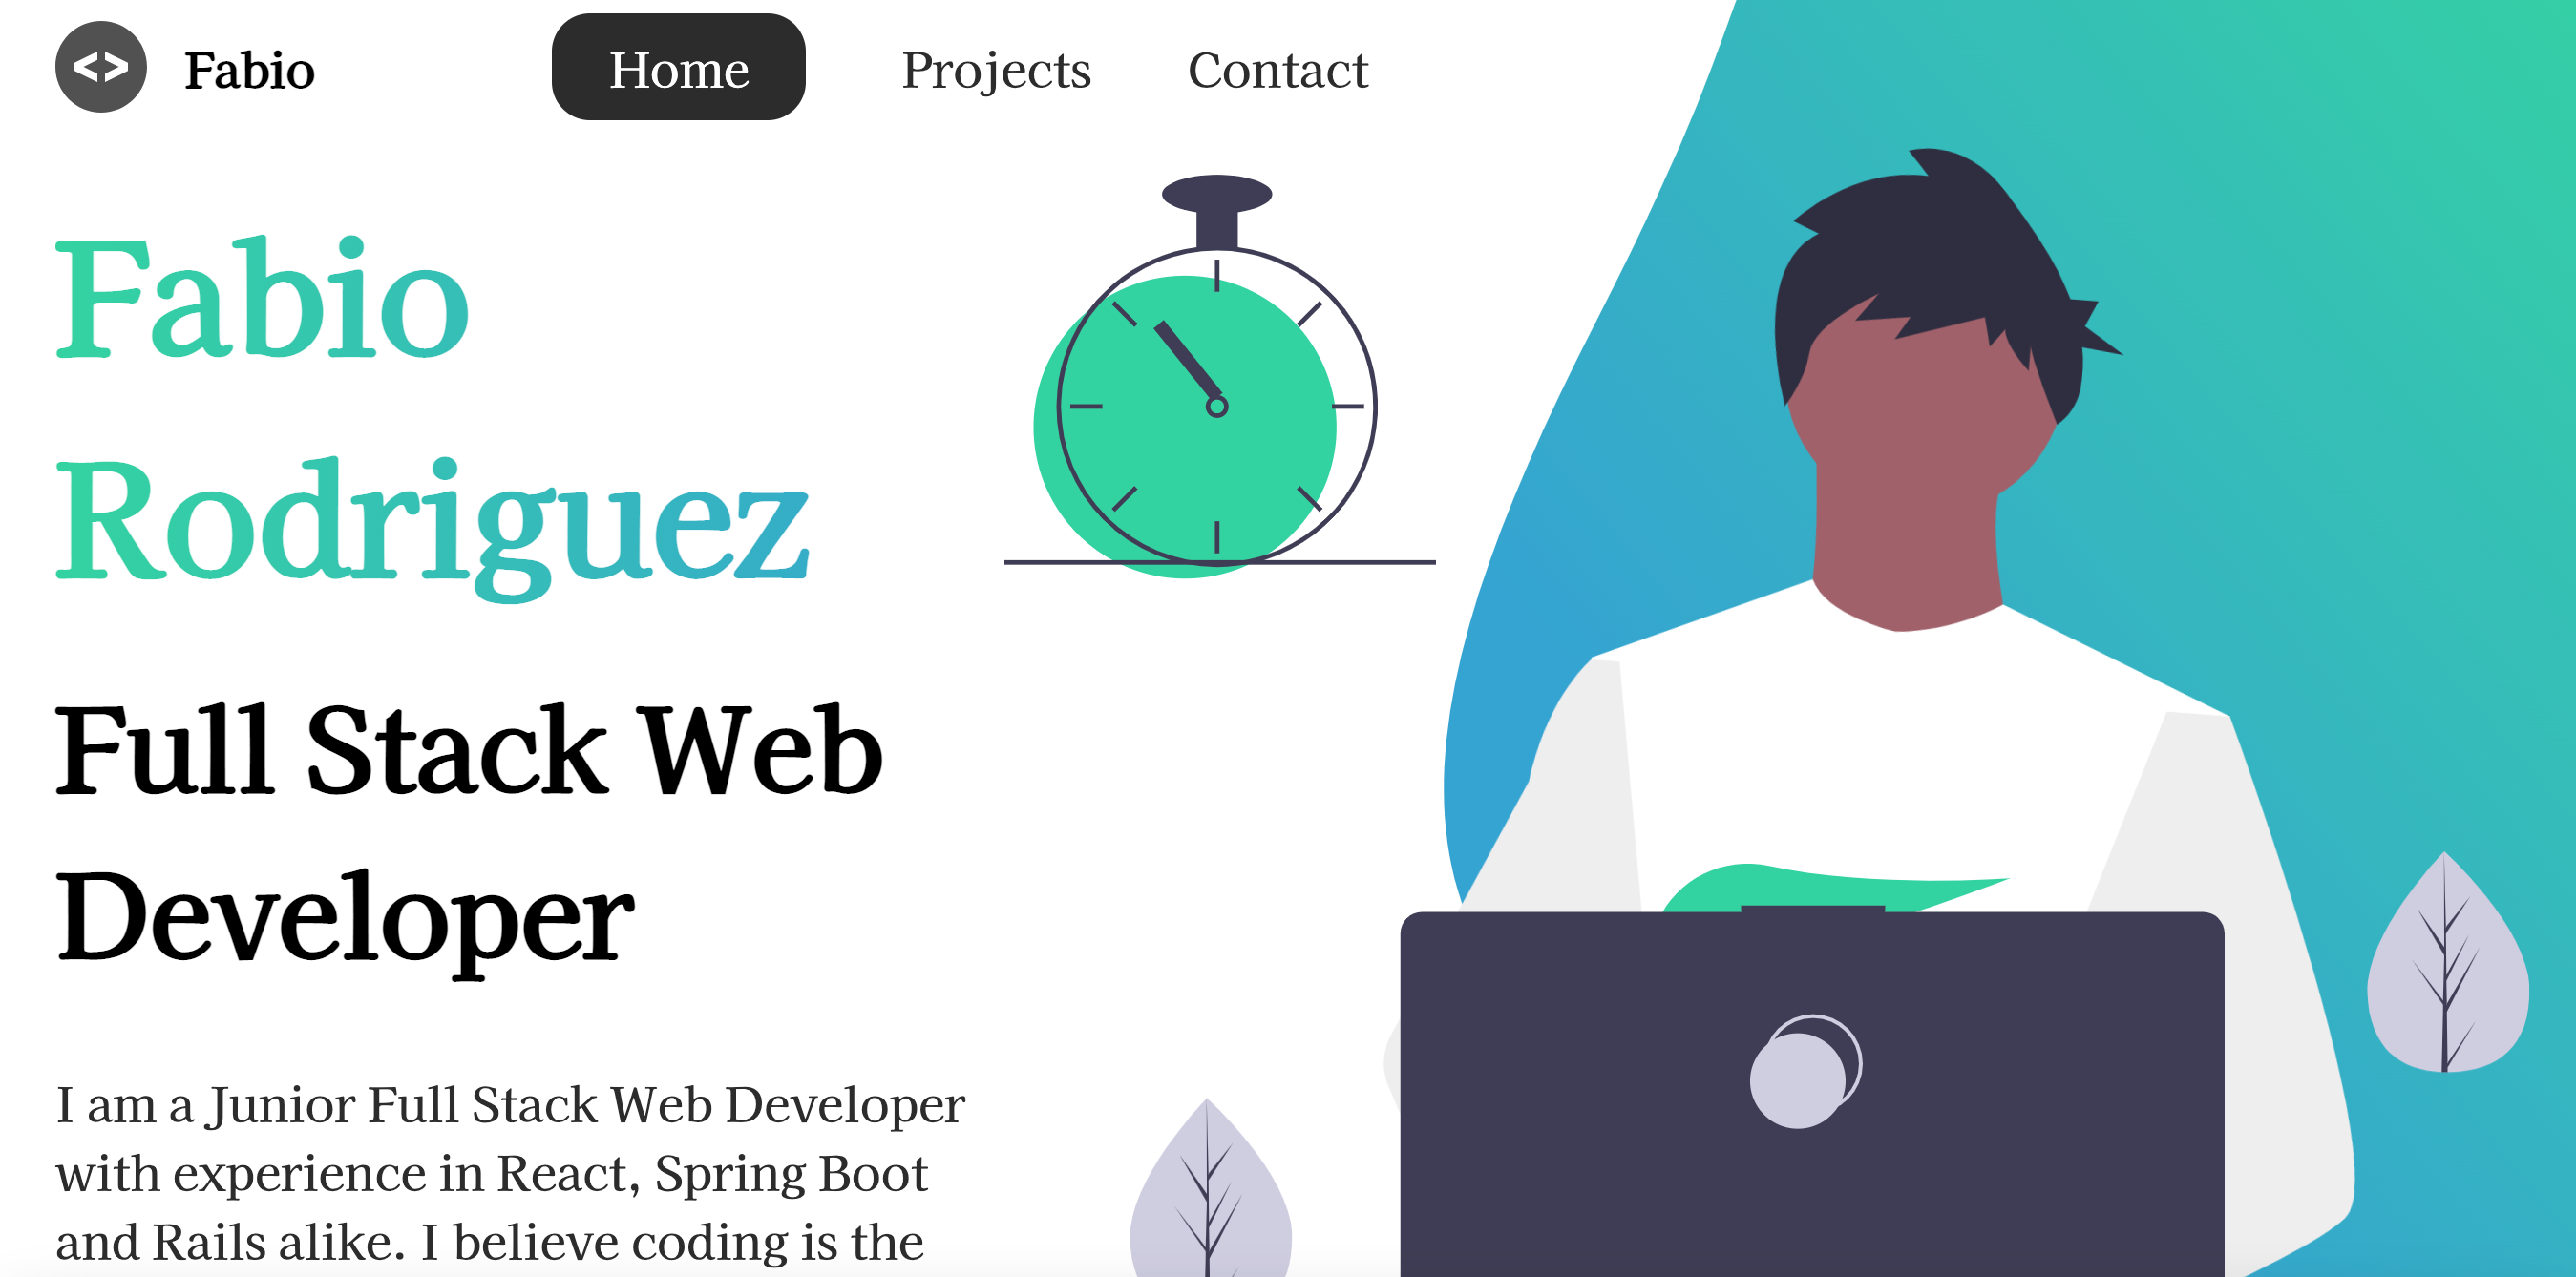 <> Fabio
Home
Projects
Contact
Fabio
Rodriguez
Full Stack Web
Developer
I am a Junior Full Stack Web Developer
with experience in React, Spring Boot
and Rails alike. I believe coding is the